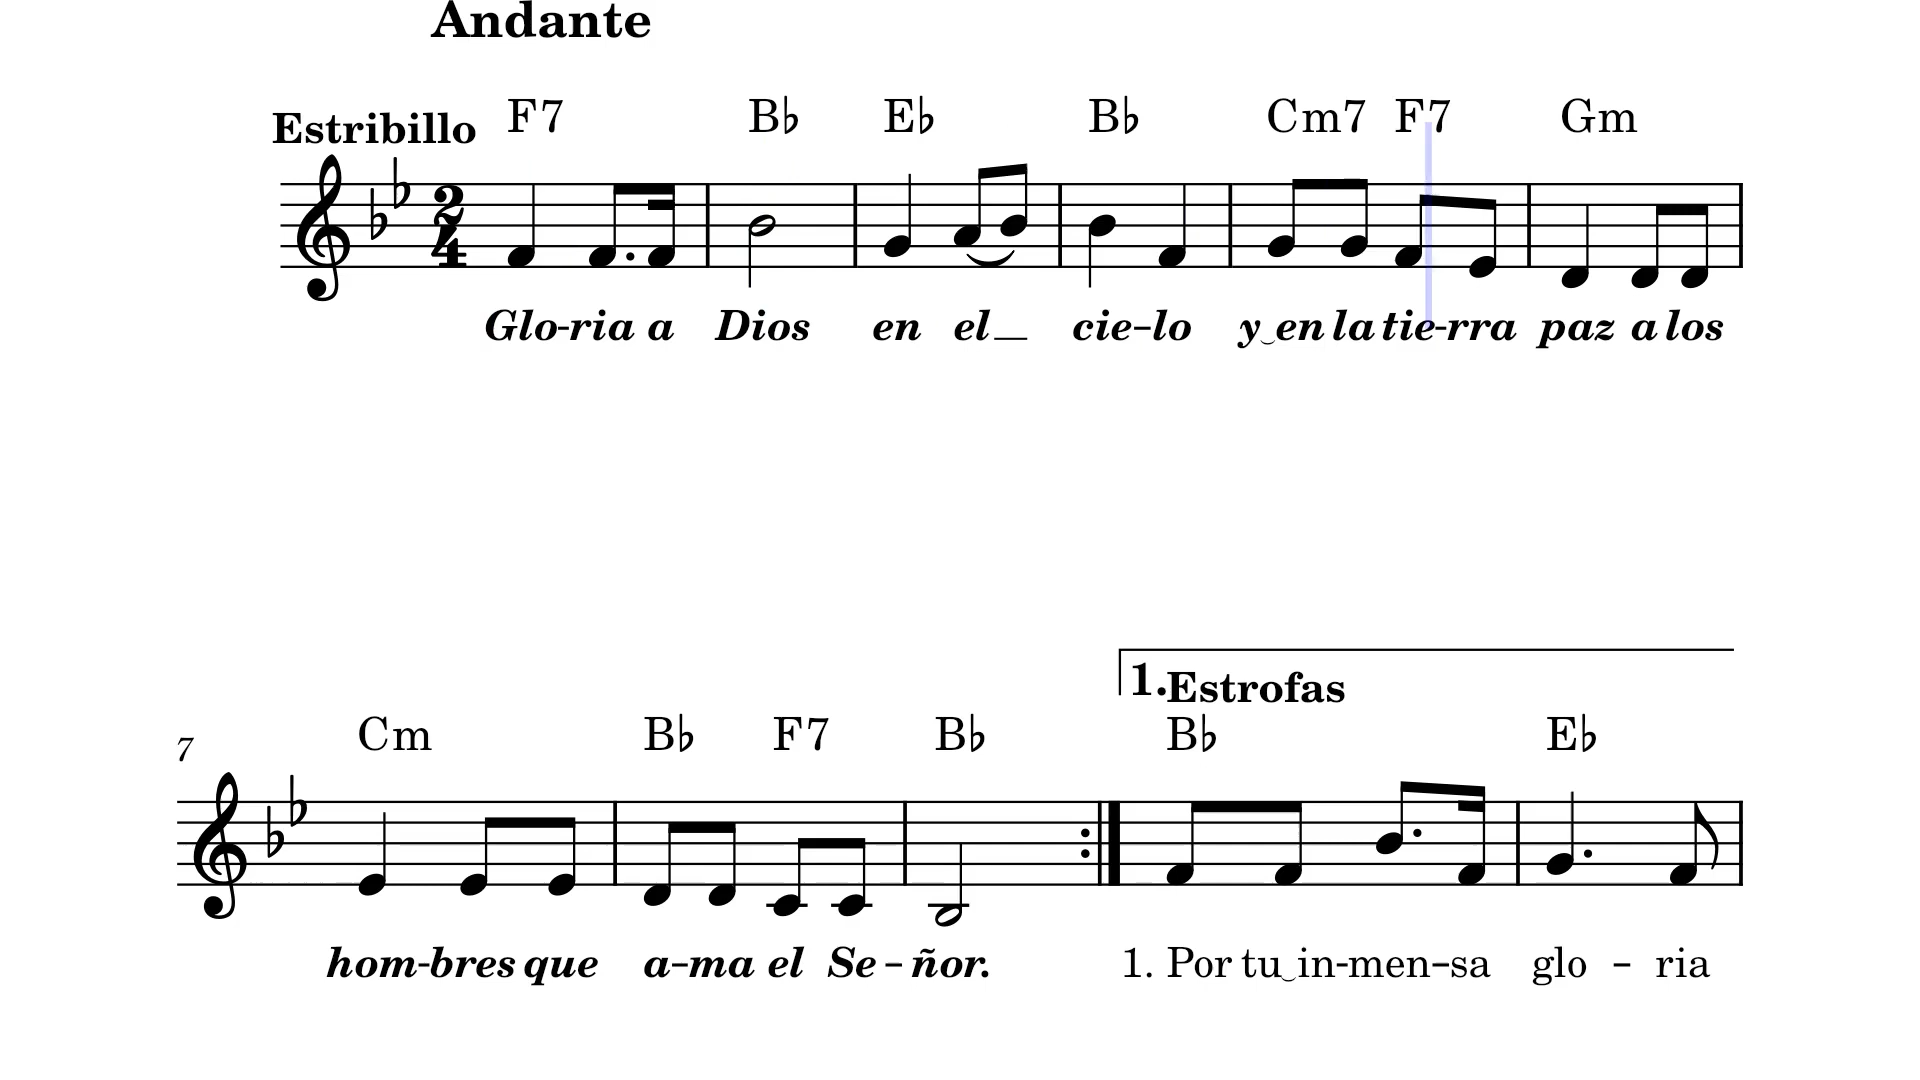 Andante
Estribillo F7 B♭ E♭ B♭ Cm7 F7 Gm
2
4
Glo-ria a Dios en el cie-lo y‿en la tie-rra paz a los
1. Estrofas
7 Cm B♭ F7 B♭ B♭ E♭
hom-bres que a-ma el Se-ñor. 1. Por tu‿in-men-sa glo-ria